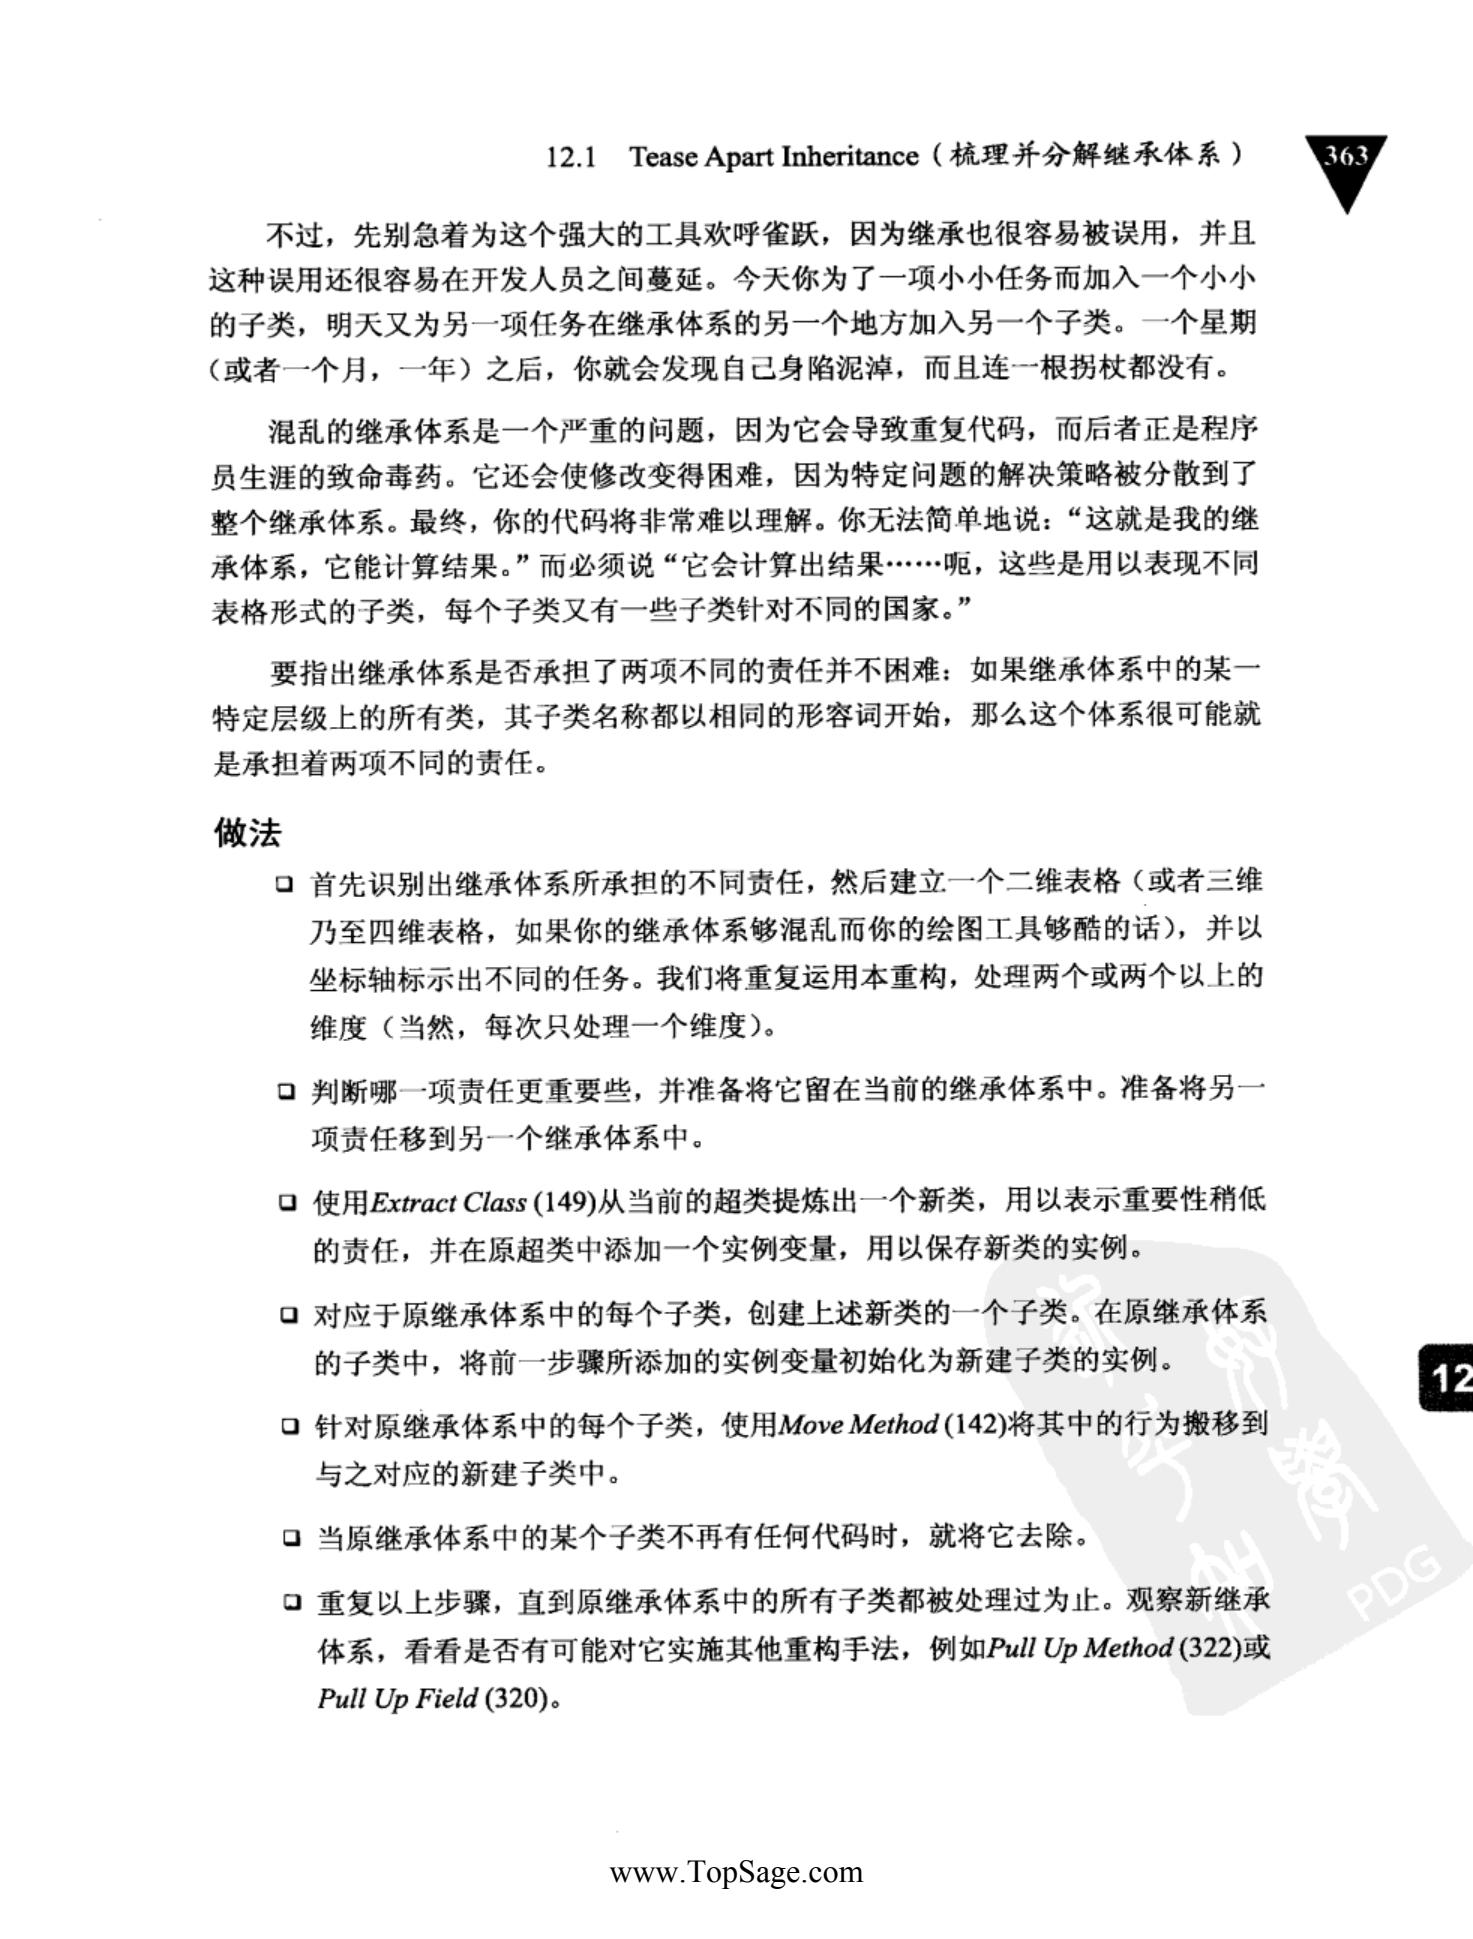 12.1 Tease Apart Inheritance（梳理并分解继承体系）
363
不过，先别急着为这个强大的工具欢呼雀跃，因为继承也很容易被误用，并且
这种误用还很容易在开发人员之间蔓延。今天你为了一项小小任务而加入一个小小
的子类，明天又为另一项任务在继承体系的另一个地方加入另一个子类。一个星期
（或者一个月，一年）之后，你就会发现自己身陷泥淖，而且连一根拐杖都没有。
混乱的继承体系是一个严重的问题，因为它会导致重复代码，而后者正是程序
员生涯的致命毒药。它还会使修改变得困难，因为特定问题的解决策略被分散到了
整个继承体系。最终，你的代码将非常难以理解。你无法简单地说：“这就是我的继
承体系，它能计算结果。”而必须说“它会计算出结果……呃，这些是用以表现不同
表格形式的子类，每个子类又有一些子类针对不同的国家。”
要指出继承体系是否承担了两项不同的责任并不困难：如果继承体系中的某一
特定层级上的所有类，其子类名称都以相同的形容词开始，那么这个体系很可能就
是承担着两项不同的责任。
做法
❑ 首先识别出继承体系所承担的不同责任，然后建立一个二维表格（或者三维
乃至四维表格，如果你的继承体系够混乱而你的绘图工具够酷的话），并以
坐标轴标示出不同的任务。我们将重复运用本重构，处理两个或两个以上的
维度（当然，每次只处理一个维度）。
❑ 判断哪一项责任更重要些，并准备将它留在当前的继承体系中。准备将另一
项责任移到另一个继承体系中。
❑ 使用Extract Class (149)从当前的超类提炼出一个新类，用以表示重要性稍低
的责任，并在原超类中添加一个实例变量，用以保存新类的实例。
❑ 对应于原继承体系中的每个子类，创建上述新类的一个子类。在原继承体系
的子类中，将前一步骤所添加的实例变量初始化为新建子类的实例。
12
❑ 针对原继承体系中的每个子类，使用Move Method (142)将其中的行为搬移到
与之对应的新建子类中。
❑ 当原继承体系中的某个子类不再有任何代码时，就将它去除。
❑ 重复以上步骤，直到原继承体系中的所有子类都被处理过为止。观察新继承
体系，看看是否有可能对它实施其他重构手法，例如Pull Up Method (322)或
Pull Up Field (320)。
PDG
www.TopSage.com